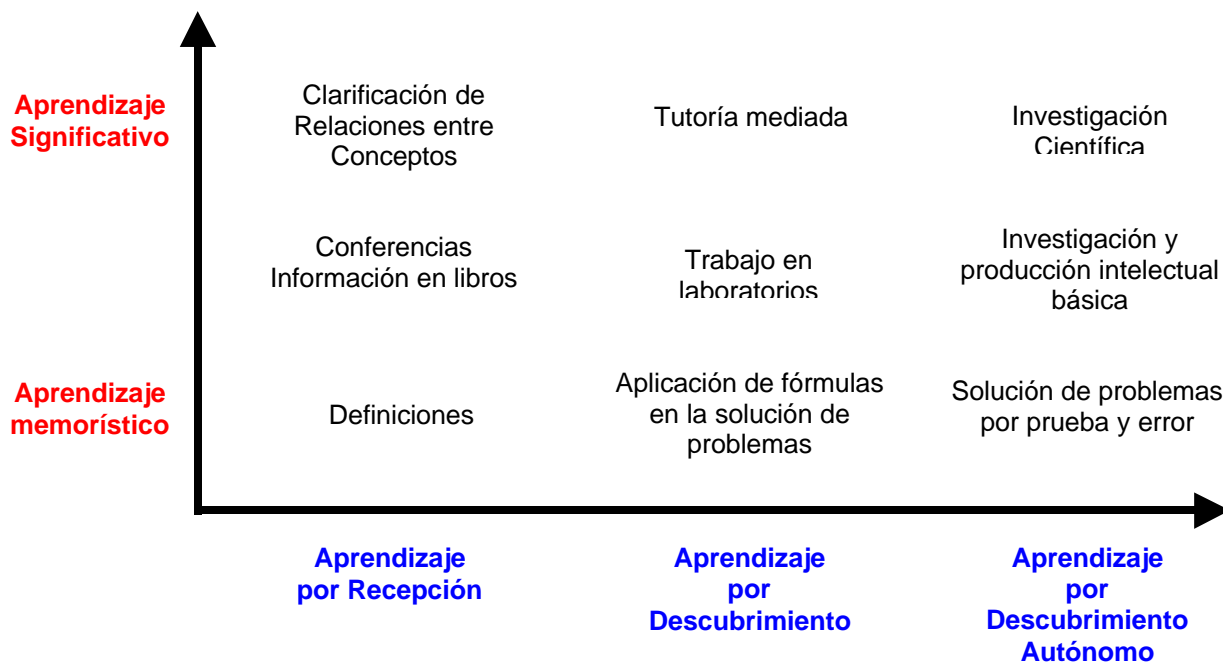 Aprendizaje
Significativo
Clarificación de
Relaciones entre
Conceptos
Tutoría mediada
Investigación
Científica
Conferencias
Información en libros
Trabajo en
laboratorios
Investigación y
producción intelectual
básica
Aprendizaje
memorístico
Definiciones
Aplicación de fórmulas
en la solución de
problemas
Solución de problemas
por prueba y error
Aprendizaje
por Recepción
Aprendizaje
por
Descubrimiento
Aprendizaje
por
Descubrimiento
Autónomo